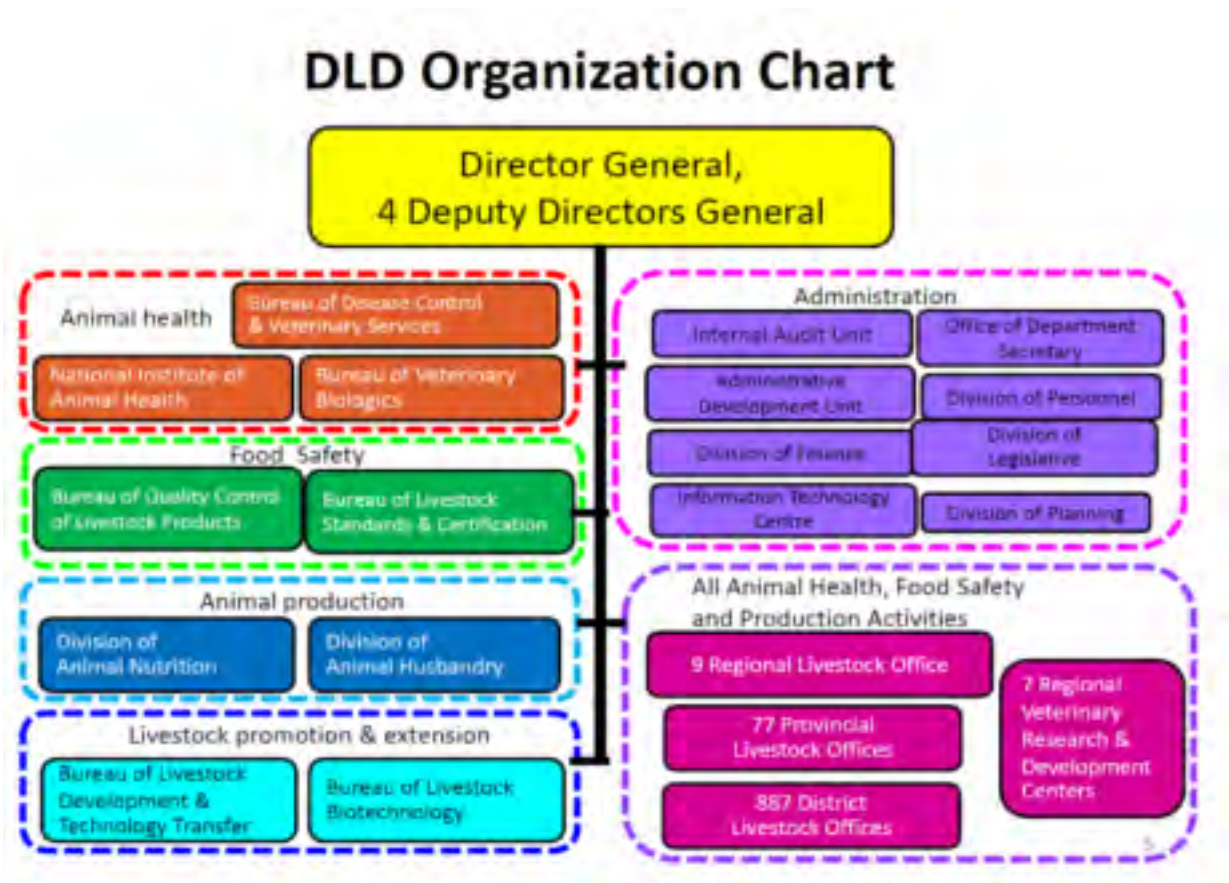 DLD Organization Chart
Director General,
4 Deputy Directors General
Animal health
Bureau of Disease Control
& Veterinary Services
National Institute of
Animal Health
Bureau of Veterinary
Biologics
Food Safety
Bureau of Quality Control
of Livestock Products
Bureau of Livestock
Standards & Certification
Animal production
Division of
Animal Nutrition
Division of
Animal Husbandry
Livestock promotion & extension
Bureau of Livestock
Development &
Technology Transfer
Bureau of Livestock
Biotechnology
Administration
Internal Audit Unit
Office of Department
Secretary
Administrative
Development Unit
Division of Personnel
Division of Finance
Division of
Legislative
Information Technology
Centre
Division of Planning
All Animal Health, Food Safety
and Production Activities
9 Regional Livestock Office
77 Provincial
Livestock Offices
887 District
Livestock Offices
7 Regional
Veterinary
Research &
Development
Centers
5